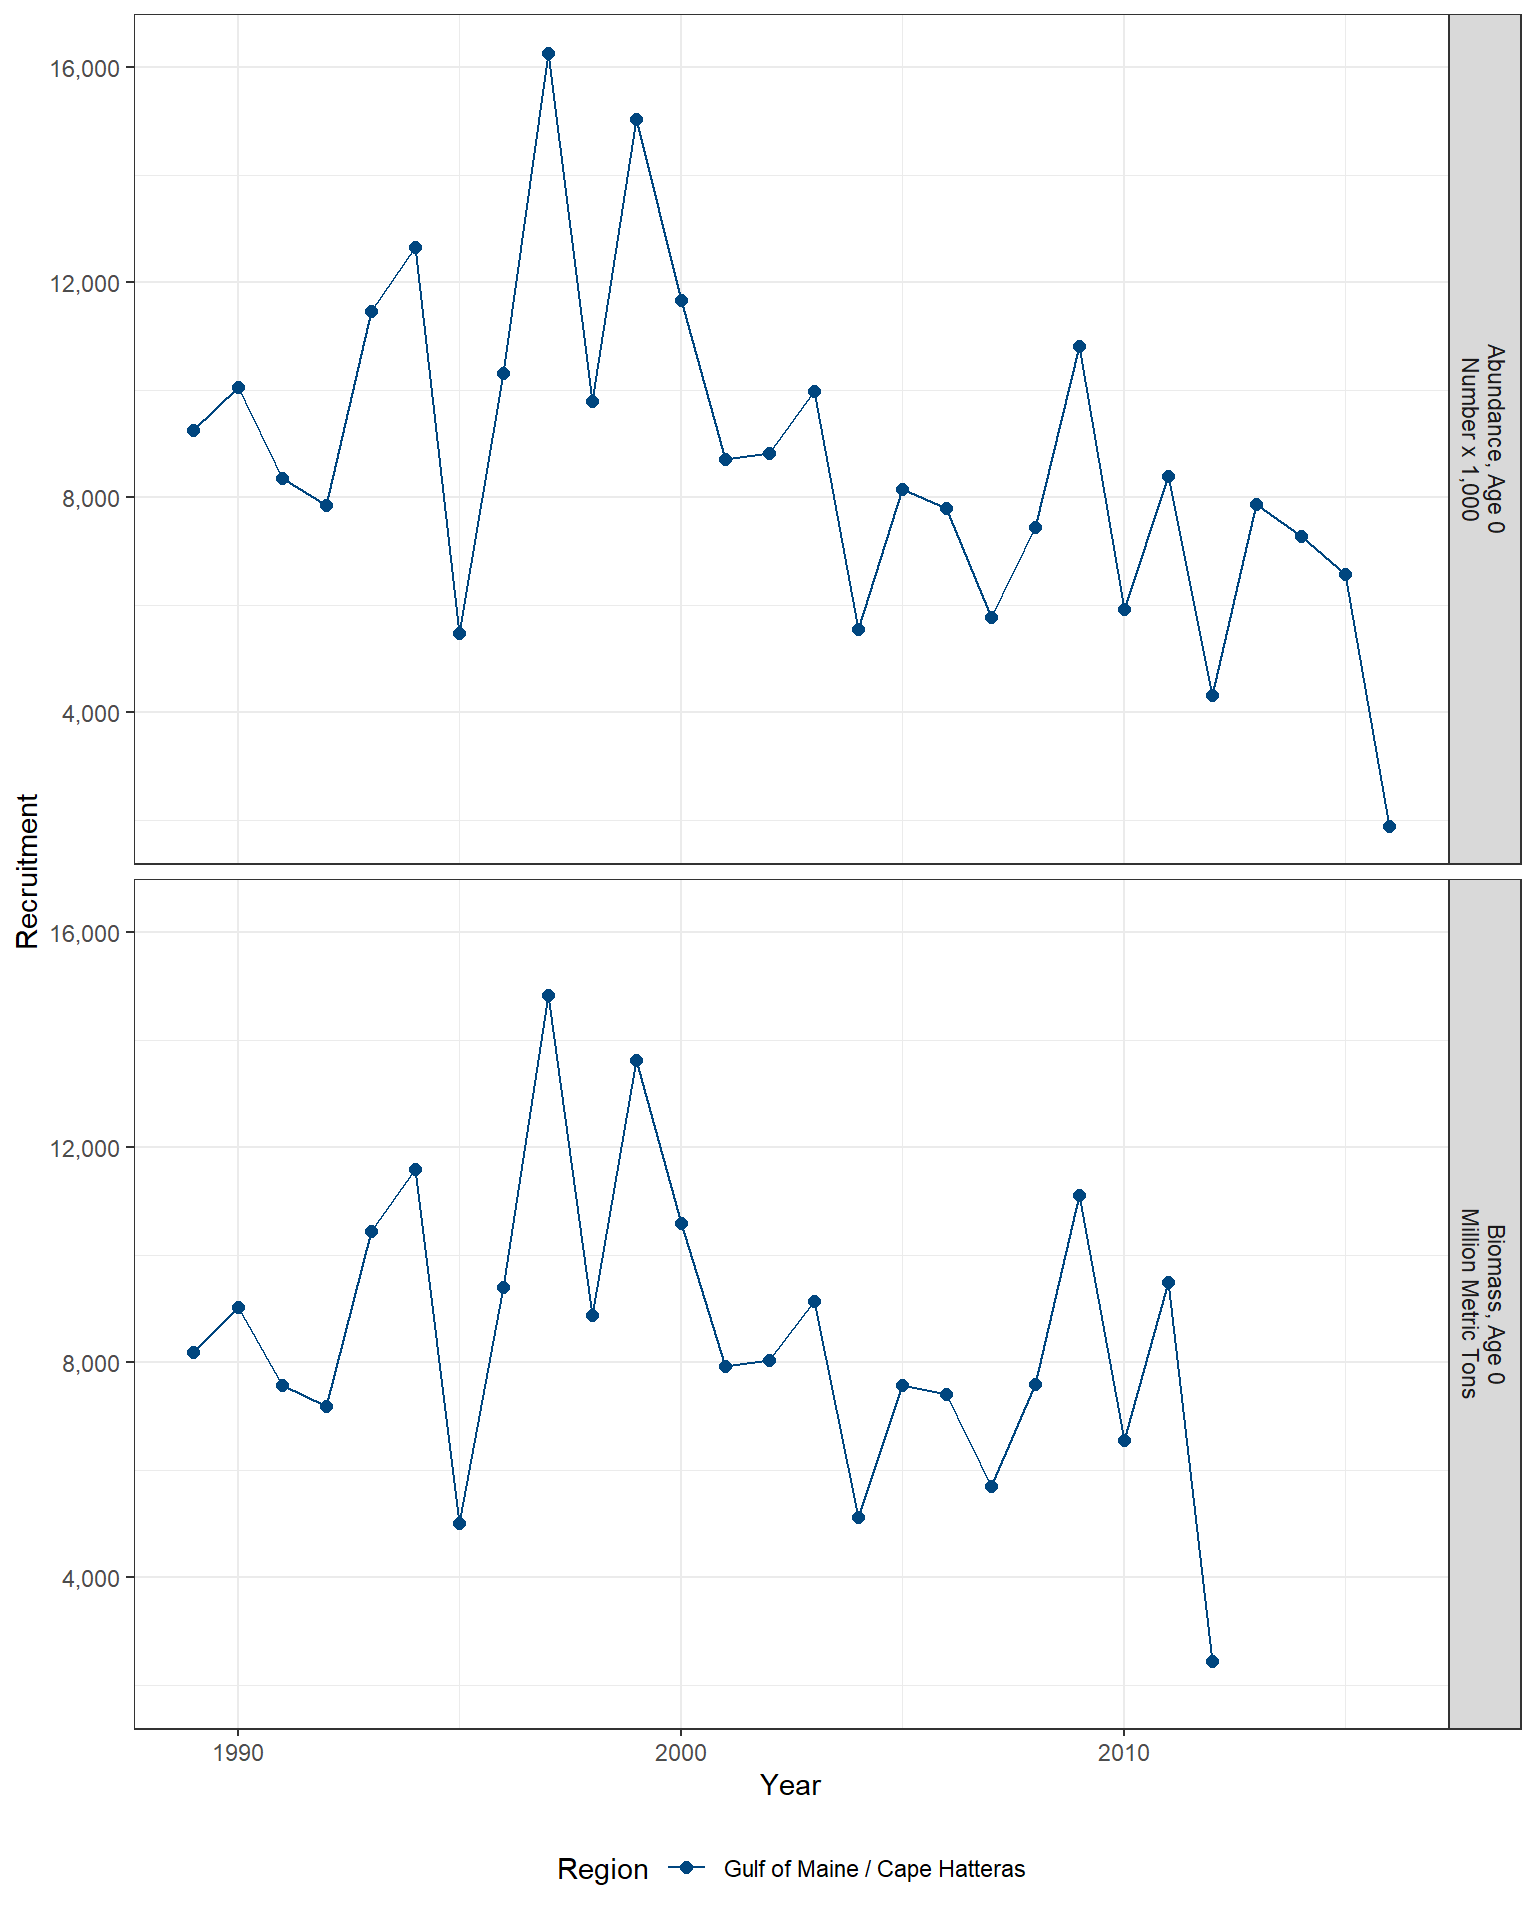 16,000
12,000
8,000
4,000
Abundance, Age 0
Number x 1,000
Recruitment
16,000
12,000
8,000
4,000
Biomass, Age 0
Million Metric Tons
1990
2000
2010
Year
Region
Gulf of Maine / Cape Hatteras